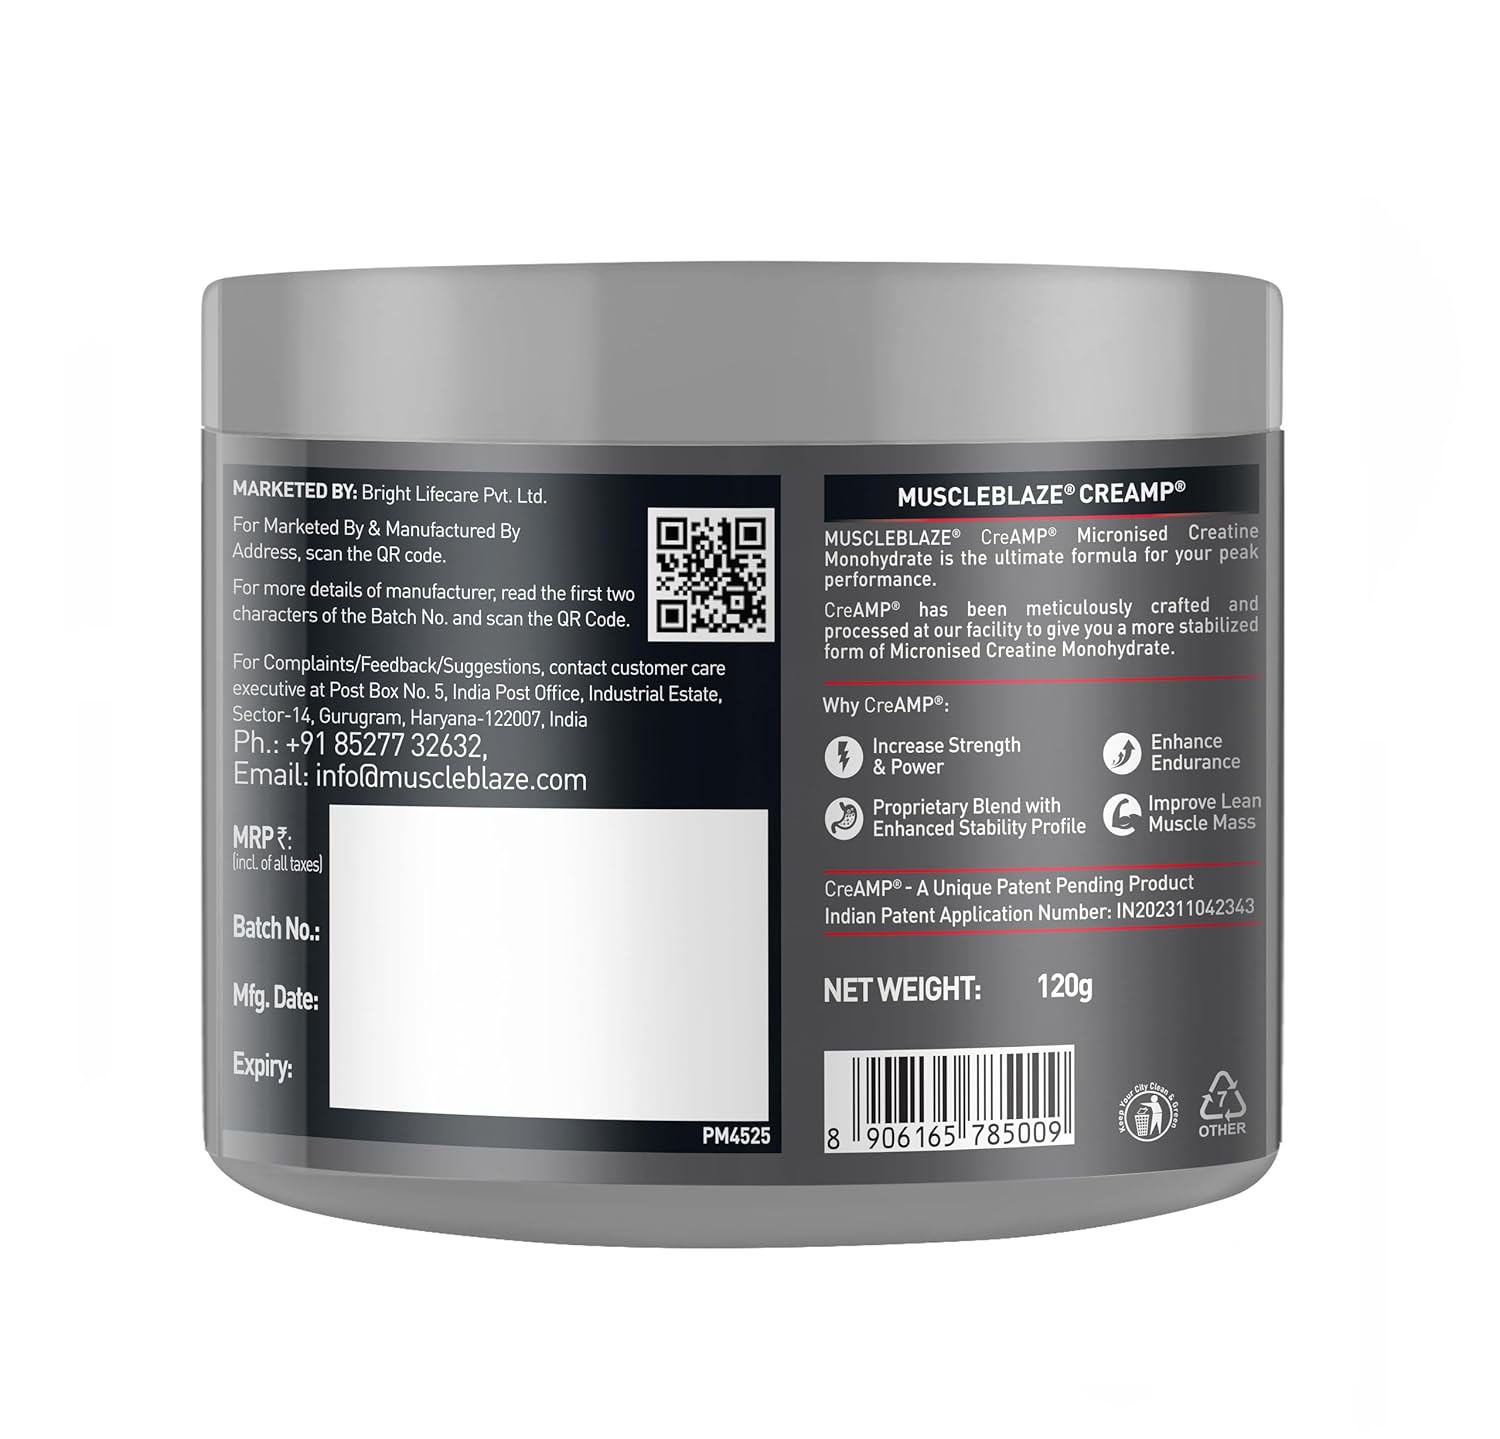 MARKETED BY: Bright Lifecare Pvt. Ltd.
For Marketed By & Manufactured By
Address, scan the QR code.
For more details of manufacturer, read the first two
characters of the Batch No. and scan the QR Code.
For Complaints/Feedback/Suggestions, contact customer care
executive at Post Box No. 5, India Post Office, Industrial Estate,
Sector-14, Gurugram, Haryana-122007, India
Ph.: +91 85277 32632,
Email: info@muscleblaze.com
MRP ₹:
(incl. of all taxes)
Batch No.:
Mfg. Date:
Expiry:
PM4525
MUSCLEBLAZE® CREAMP®
MUSCLEBLAZE® CreAMP® Micronised Creatine
Monohydrate is the ultimate formula for your peak
performance.
CreAMP® has been meticulously crafted and
processed at our facility to give you a more stabilized
form of Micronised Creatine Monohydrate.
Why CreAMP®:
Increase Strength
& Power
Enhance
Endurance
Proprietary Blend with
Enhanced Stability Profile
Improve Lean
Muscle Mass
CreAMP® - A Unique Patent Pending Product
Indian Patent Application Number: IN202311042343
NET WEIGHT: 120g
8 906165 785009
Keep Your City Clean & Green
7
OTHER